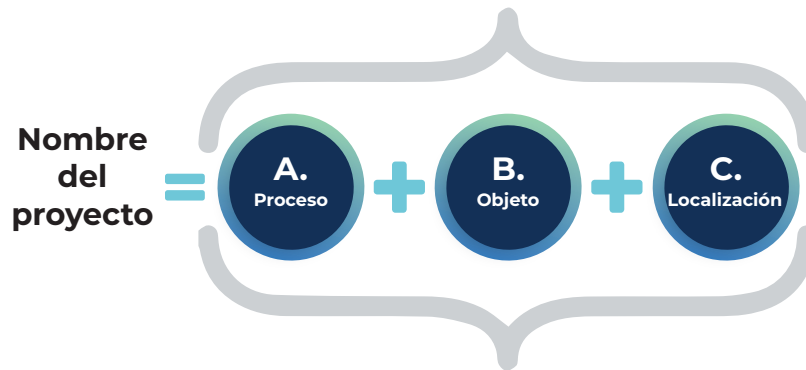 Nombre
del
proyecto
=
A.
Proceso
+
B.
Objeto
+
C.
Localización